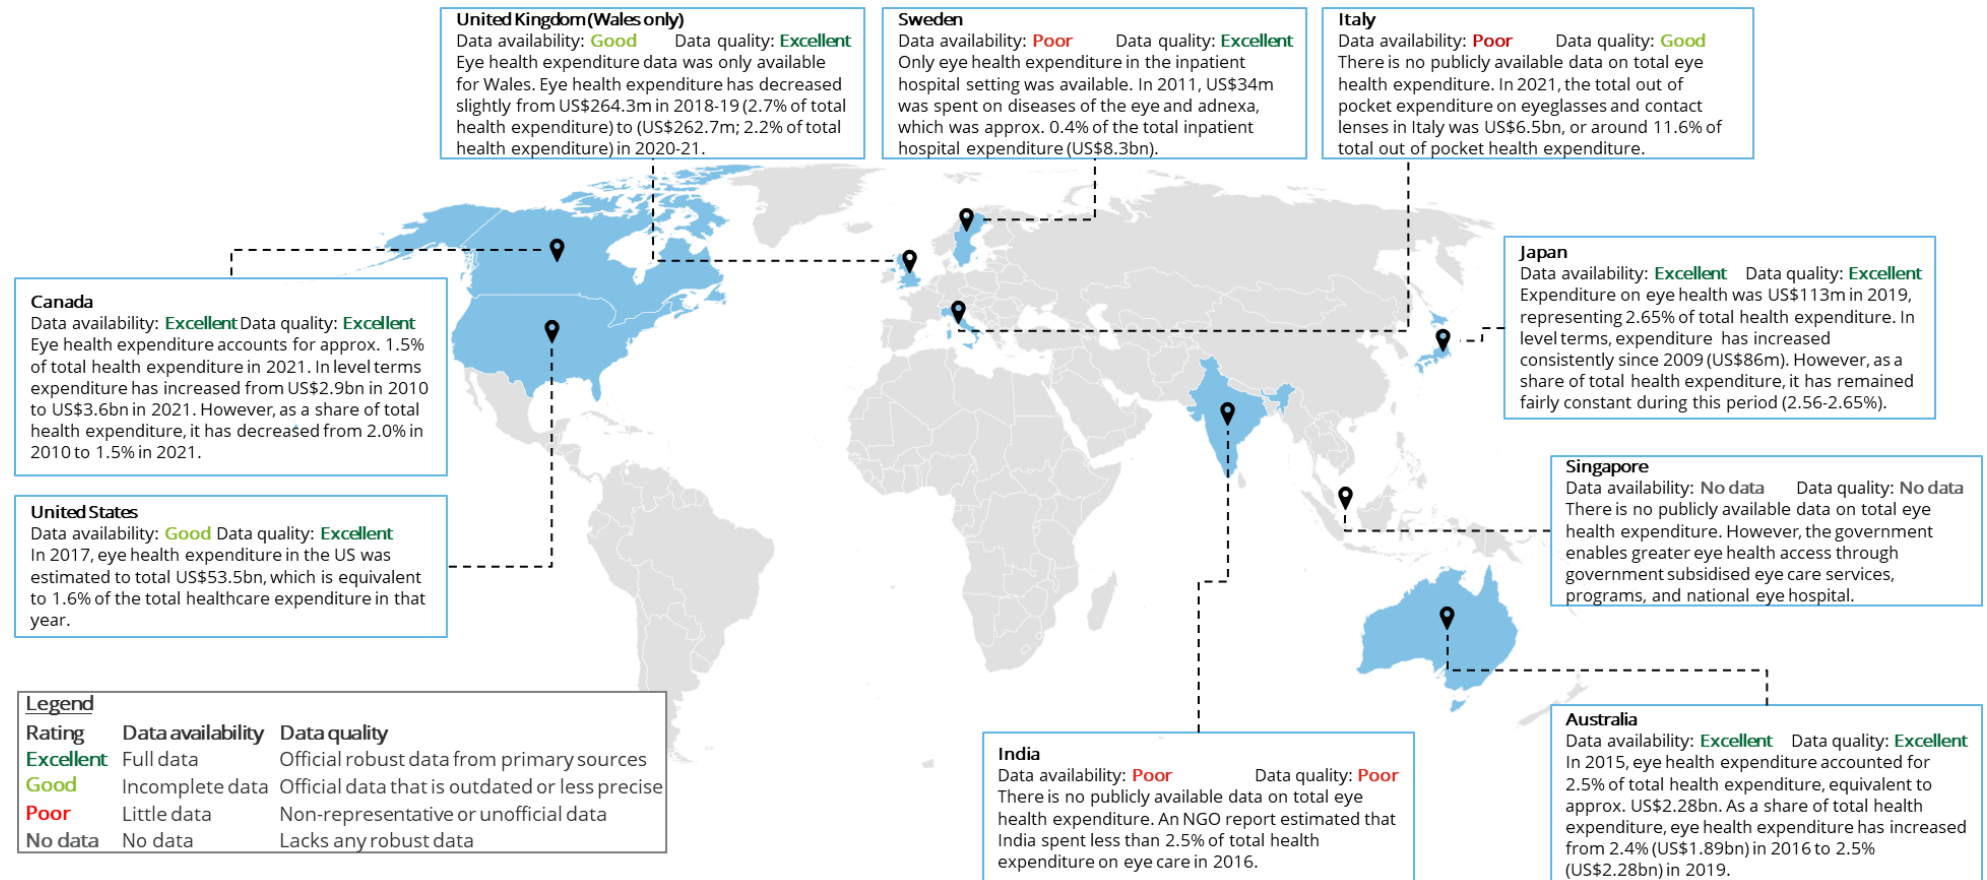 United Kingdom (Wales only)
Data availability: Good Data quality: Excellent
Eye health expenditure data was only available
for Wales. Eye health expenditure has decreased
slightly from US$264.3m in 2018-19 (2.7% of total
health expenditure) to (US$262.7m; 2.2% of total
health expenditure) in 2020-21.
Sweden
Data availability: Poor Data quality: Excellent
Only eye health expenditure in the inpatient
hospital setting was available. In 2011, US$34m
was spent on diseases of the eye and adnexa,
which was approx. 0.4% of the total inpatient
hospital expenditure (US$8.3bn).
Italy
Data availability: Poor Data quality: Good
There is no publicly available data on total eye
health expenditure. In 2021, the total out of
pocket expenditure on eyeglasses and contact
lenses in Italy was US$6.5bn, or around 11.6% of
total out of pocket health expenditure.
Canada
Data availability: Excellent Data quality: Excellent
Eye health expenditure accounts for approx. 1.5%
of total health expenditure in 2021. In level terms
expenditure has increased from US$2.9bn in 2010
to US$3.6bn in 2021. However, as a share of total
health expenditure, it has decreased from 2.0% in
2010 to 1.5% in 2021.
Japan
Data availability: Excellent Data quality: Excellent
Expenditure on eye health was US$113m in 2019,
representing 2.65% of total health expenditure. In
level terms, expenditure has increased
consistently since 2009 (US$86m). However, as a
share of total health expenditure, it has remained
fairly constant during this period (2.56-2.65%).
United States
Data availability: Good Data quality: Excellent
In 2017, eye health expenditure in the US was
estimated to total US$53.5bn, which is equivalent
to 1.6% of the total healthcare expenditure in that
year.
Singapore
Data availability: No data Data quality: No data
There is no publicly available data on total eye
health expenditure. However, the government
enables greater eye health access through
government subsidised eye care services,
programs, and national eye hospital.
Legend
Rating Data availability Data quality
Excellent Full data Official robust data from primary sources
Good Incomplete data Official data that is outdated or less precise
Poor Little data Non-representative or unofficial data
No data No data Lacks any robust data
India
Data availability: Poor Data quality: Poor
There is no publicly available data on total eye
health expenditure. An NGO report estimated that
India spent less than 2.5% of total health
expenditure on eye care in 2016.
Australia
Data availability: Excellent Data quality: Excellent
In 2015, eye health expenditure accounted for
2.5% of total health expenditure, equivalent to
approx. US$2.28bn. As a share of total health
expenditure, eye health expenditure has increased
from 2.4% (US$1.89bn) in 2016 to 2.5%
(US$2.28bn) in 2019.